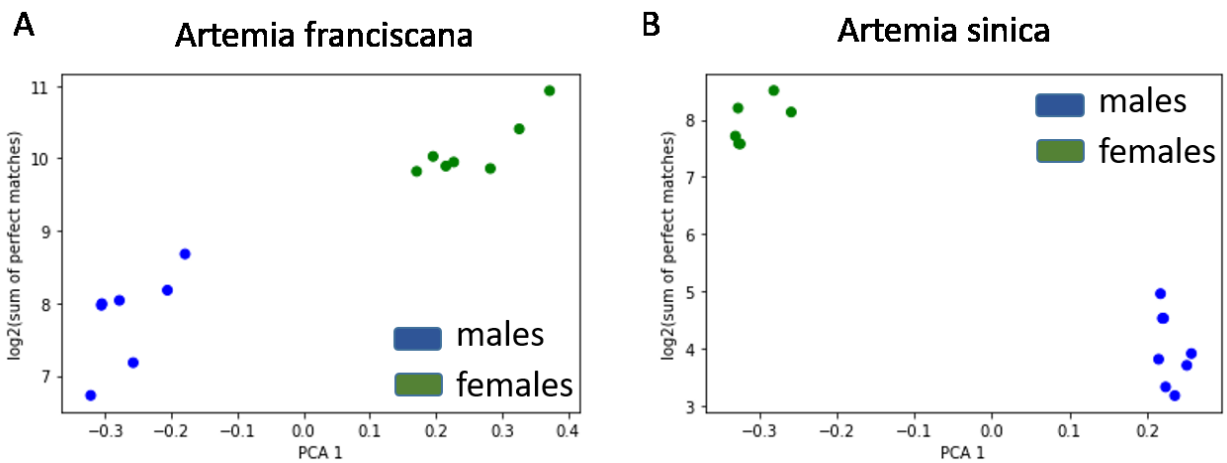 A
Artemia franciscana
log2(sum of perfect matches)
11
10
9
8
7
males
females
−0.3 −0.2 −0.1 0.0 0.1 0.2 0.3 0.4
PCA 1
B
Artemia sinica
log2(sum of perfect matches)
8
7
6
5
4
3
males
females
−0.3 −0.2 −0.1 0.0 0.1 0.2
PCA 1